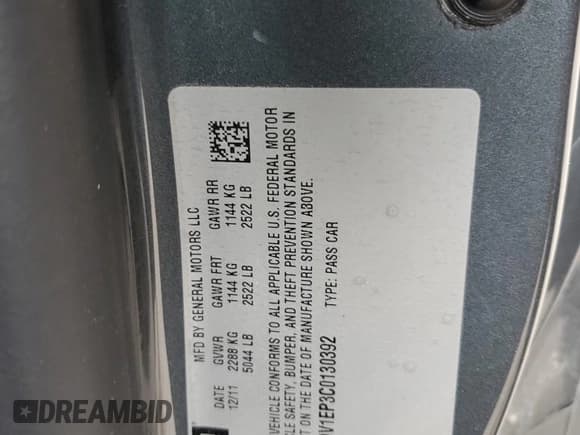 MFD BY GENERAL MOTORS LLC
DATE GVWR GAWR FRT GAWR RR
12/11 2288 KG 1144 KG 1144 KG
5044 LB 2522 LB 2522 LB
VEHICLE CONFORMS TO ALL APPLICABLE U.S. FEDERAL MOTOR
LE SAFETY, BUMPER, AND THEFT PREVENTION STANDARDS IN
ON THE DATE OF MANUFACTURE SHOWN ABOVE.
V1EP3C0130392 TYPE: PASS CAR
DREAMBID